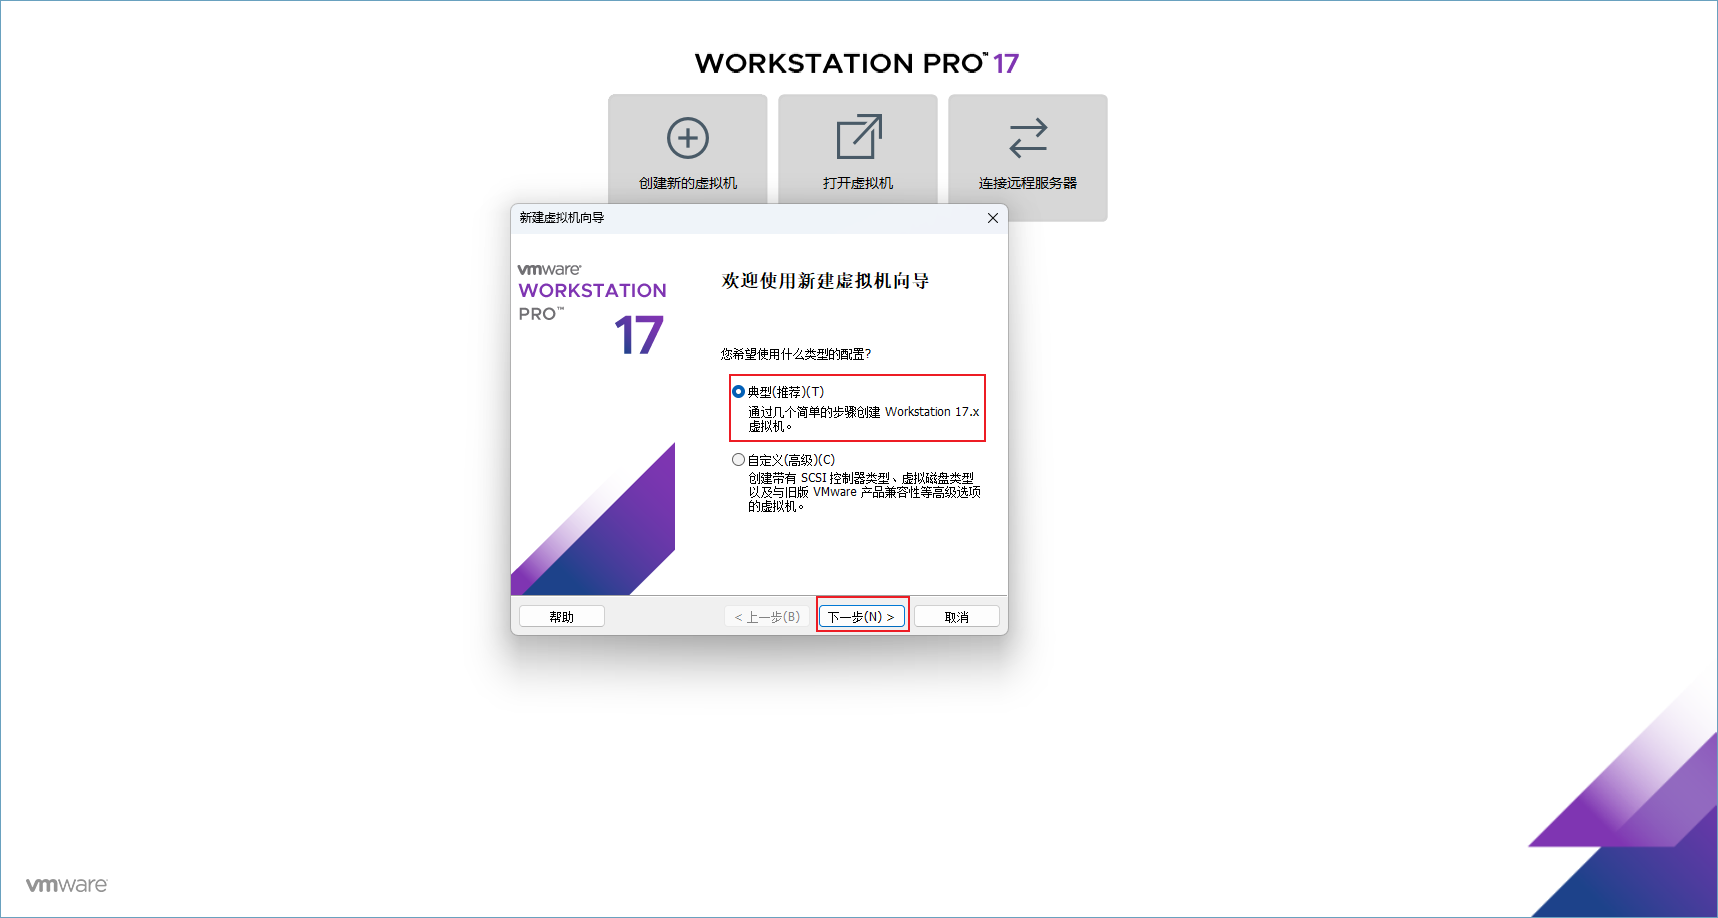 WORKSTATION PRO™ 17
创建新的虚拟机
打开虚拟机
连接远程服务器
新建虚拟机向导
vmware®
WORKSTATION
PRO™
17
欢迎使用新建虚拟机向导
您希望使用什么类型的配置?
典型(推荐)(T)
通过几个简单的步骤创建 Workstation 17.x
虚拟机。
自定义(高级)(C)
创建带有 SCSI 控制器类型、虚拟磁盘类型
以及与旧版 VMware 产品兼容性等高级选项
的虚拟机。
帮助
< 上一步(B)
下一步(N) >
取消
vmware®